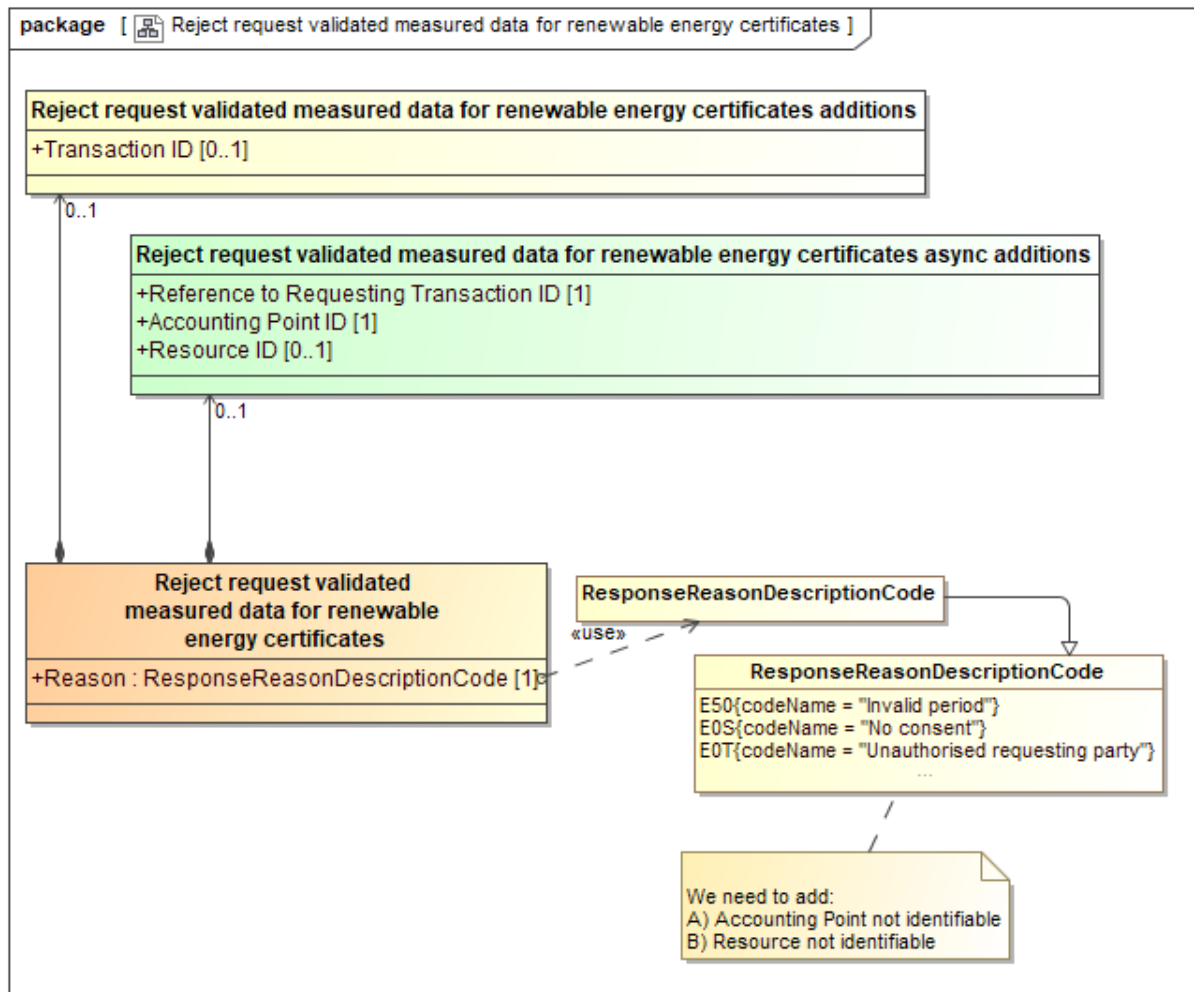 package [ Reject request validated measured data for renewable energy certificates ]
Reject request validated measured data for renewable energy certificates additions
+Transaction ID [0..1]
0..1
Reject request validated measured data for renewable energy certificates async additions
+Reference to Requesting Transaction ID [1]
+Accounting Point ID [1]
+Resource ID [0..1]
0..1
Reject request validated
measured data for renewable
energy certificates
+Reason : ResponseReasonDescriptionCode [1]
«use»
ResponseReasonDescriptionCode
ResponseReasonDescriptionCode
E50{codeName = "Invalid period"}
E0S{codeName = "No consent"}
E0T{codeName = "Unauthorised requesting party"}
...
We need to add:
A) Accounting Point not identifiable
B) Resource not identifiable